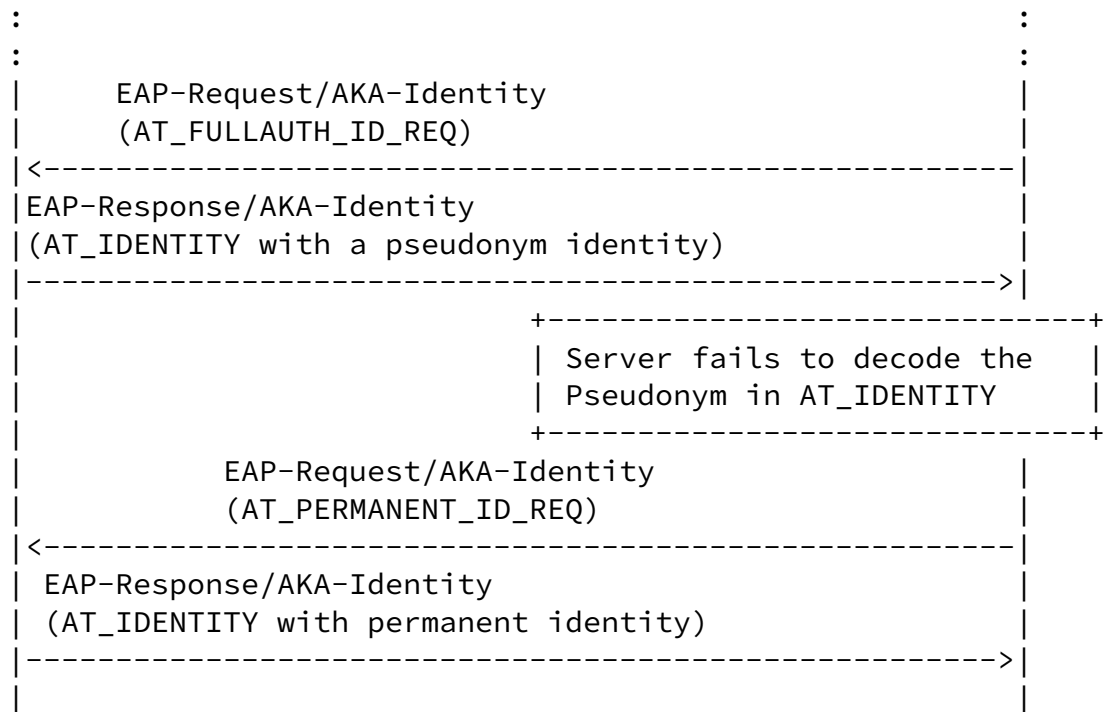 :                                                       :
:                                                       :
|     EAP-Request/AKA-Identity                          |
|     (AT_FULLAUTH_ID_REQ)                              |
|<------------------------------------------------------|
|EAP-Response/AKA-Identity                              |
|(AT_IDENTITY with a pseudonym identity)                |
|------------------------------------------------------>|
|                            +------------------------------+
|                            | Server fails to decode the   |
|                            | Pseudonym in AT_IDENTITY     |
|                            +------------------------------+
|           EAP-Request/AKA-Identity                    |
|           (AT_PERMANENT_ID_REQ)                       |
|<------------------------------------------------------|
| EAP-Response/AKA-Identity                             |
| (AT_IDENTITY with permanent identity)                 |
|------------------------------------------------------>|
|                                                       |